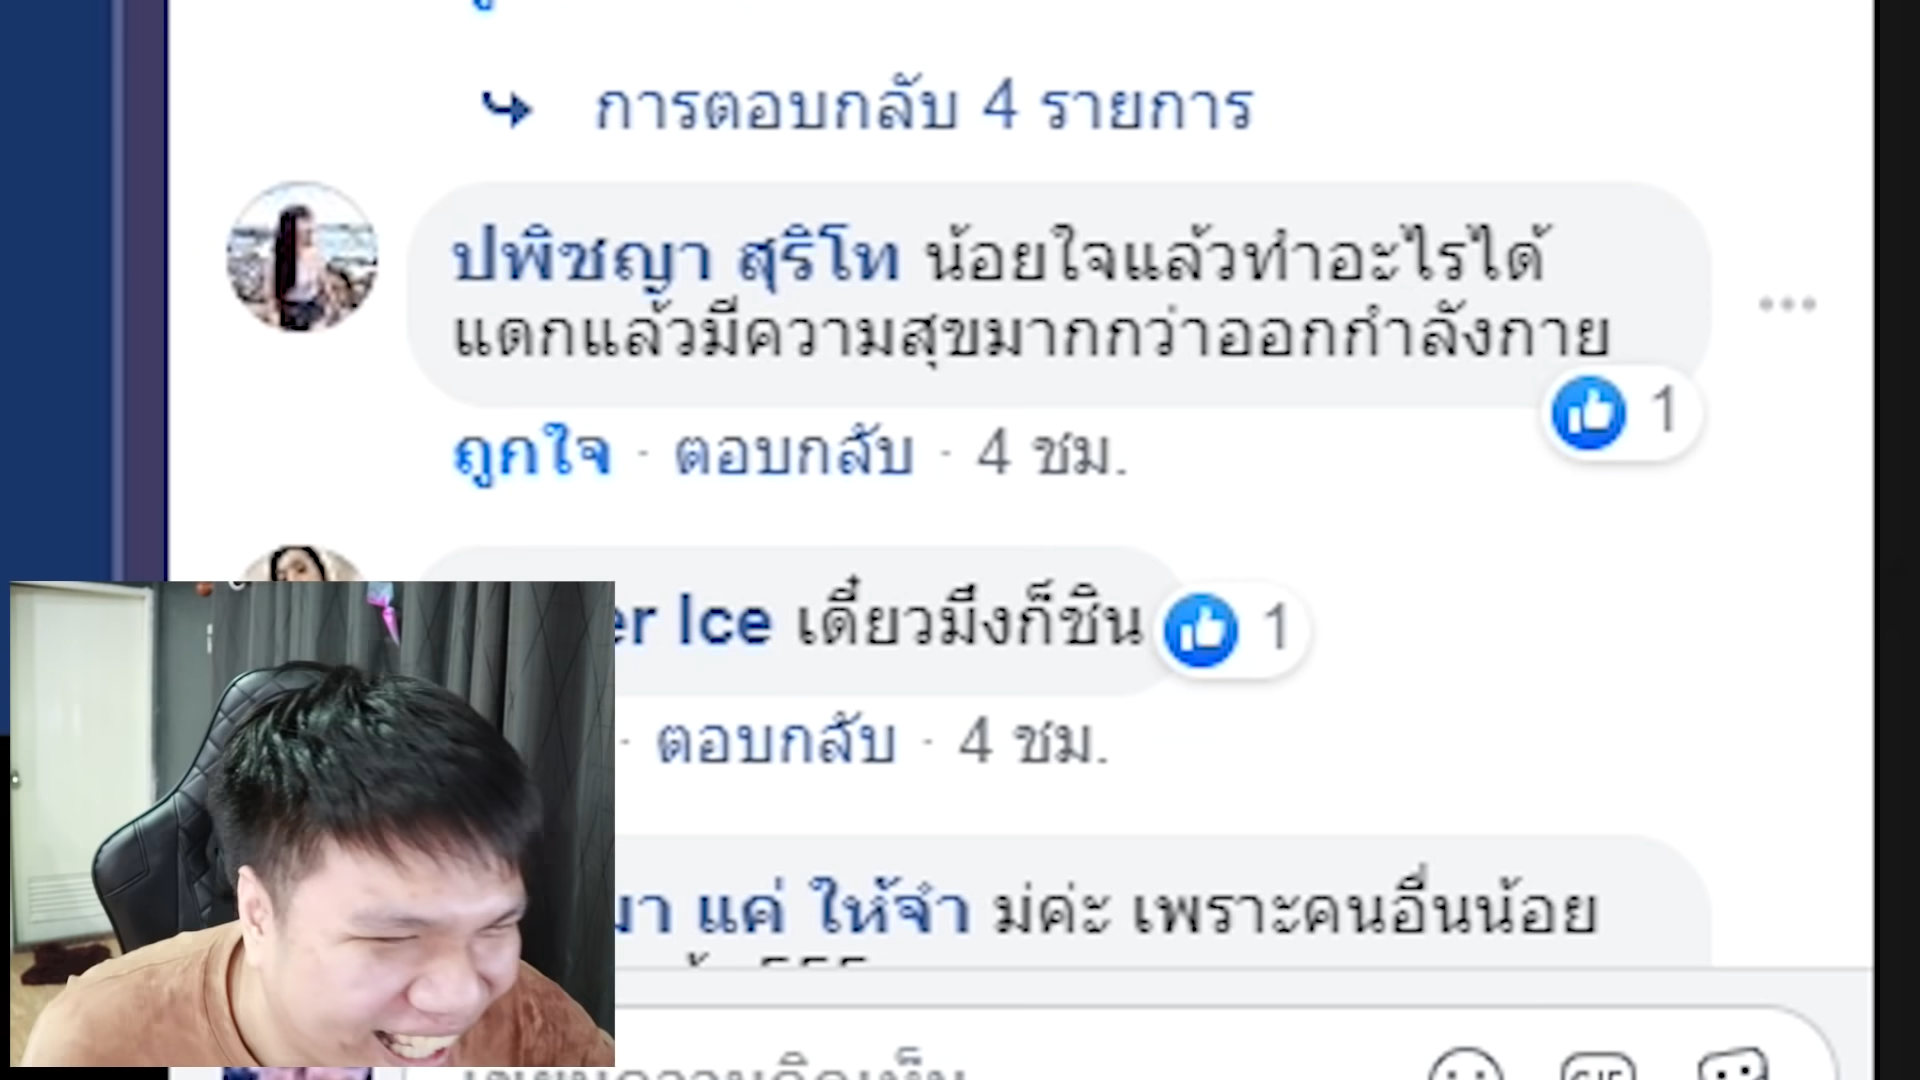 การตอบกลับ 4 รายการ
ปพิชญา สุริโท น้อยใจแล้วทำอะไรได้
แดกแล้วมีความสุขมากกว่าออกกำลังกาย
1
ถูกใจ · ตอบกลับ · 4 ชม.
er Ice เดี๋ยวมึงก็ชิน 1
· ตอบกลับ · 4 ชม.
มา แค่ ให้จำ ม่ค่ะ เพราะคนอื่นน้อย
GIF